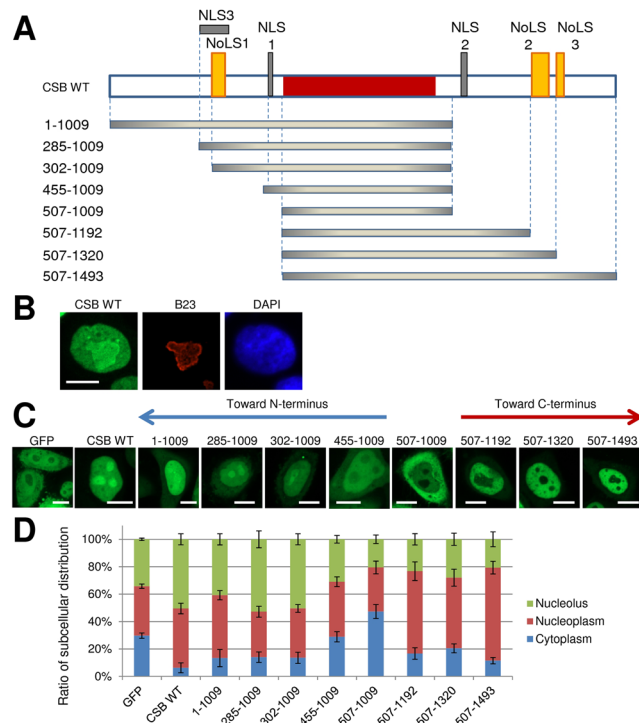 A
NLS3
NoLS1
NLS
1
NLS
2
NoLS
2
NoLS
3
CSB WT
1-1009
285-1009
302-1009
455-1009
507-1009
507-1192
507-1320
507-1493
B
CSB WT B23 DAPI
C
Toward N-terminus Toward C-terminus
GFP CSB WT 1-1009 285-1009 302-1009 455-1009 507-1009 507-1192 507-1320 507-1493
D
Ratio of subcellular distribution
100%
80%
60%
40%
20%
0%
Nucleolus
Nucleoplasm
Cytoplasm
GFP CSB WT 1-1009 285-1009 302-1009 455-1009 507-1009 507-1192 507-1320 507-1493